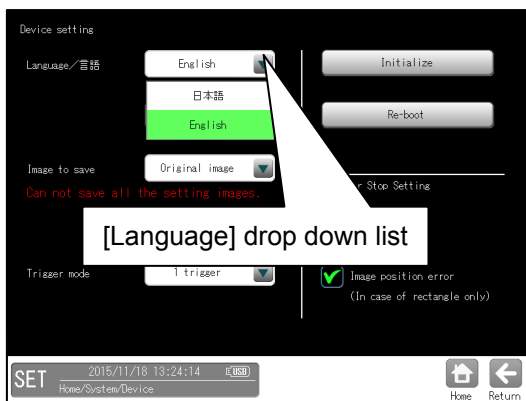 Device setting
Language／言語
English
日本語
English
Initialize
Re-boot
Image to save
Original image
Can not save all the setting images.
r Stop Setting
[Language] drop down list
Trigger mode
1 trigger
Image position error
(In case of rectangle only)
SET
2015/11/18 13:24:14
USB
Home/System/Device
Home
Return